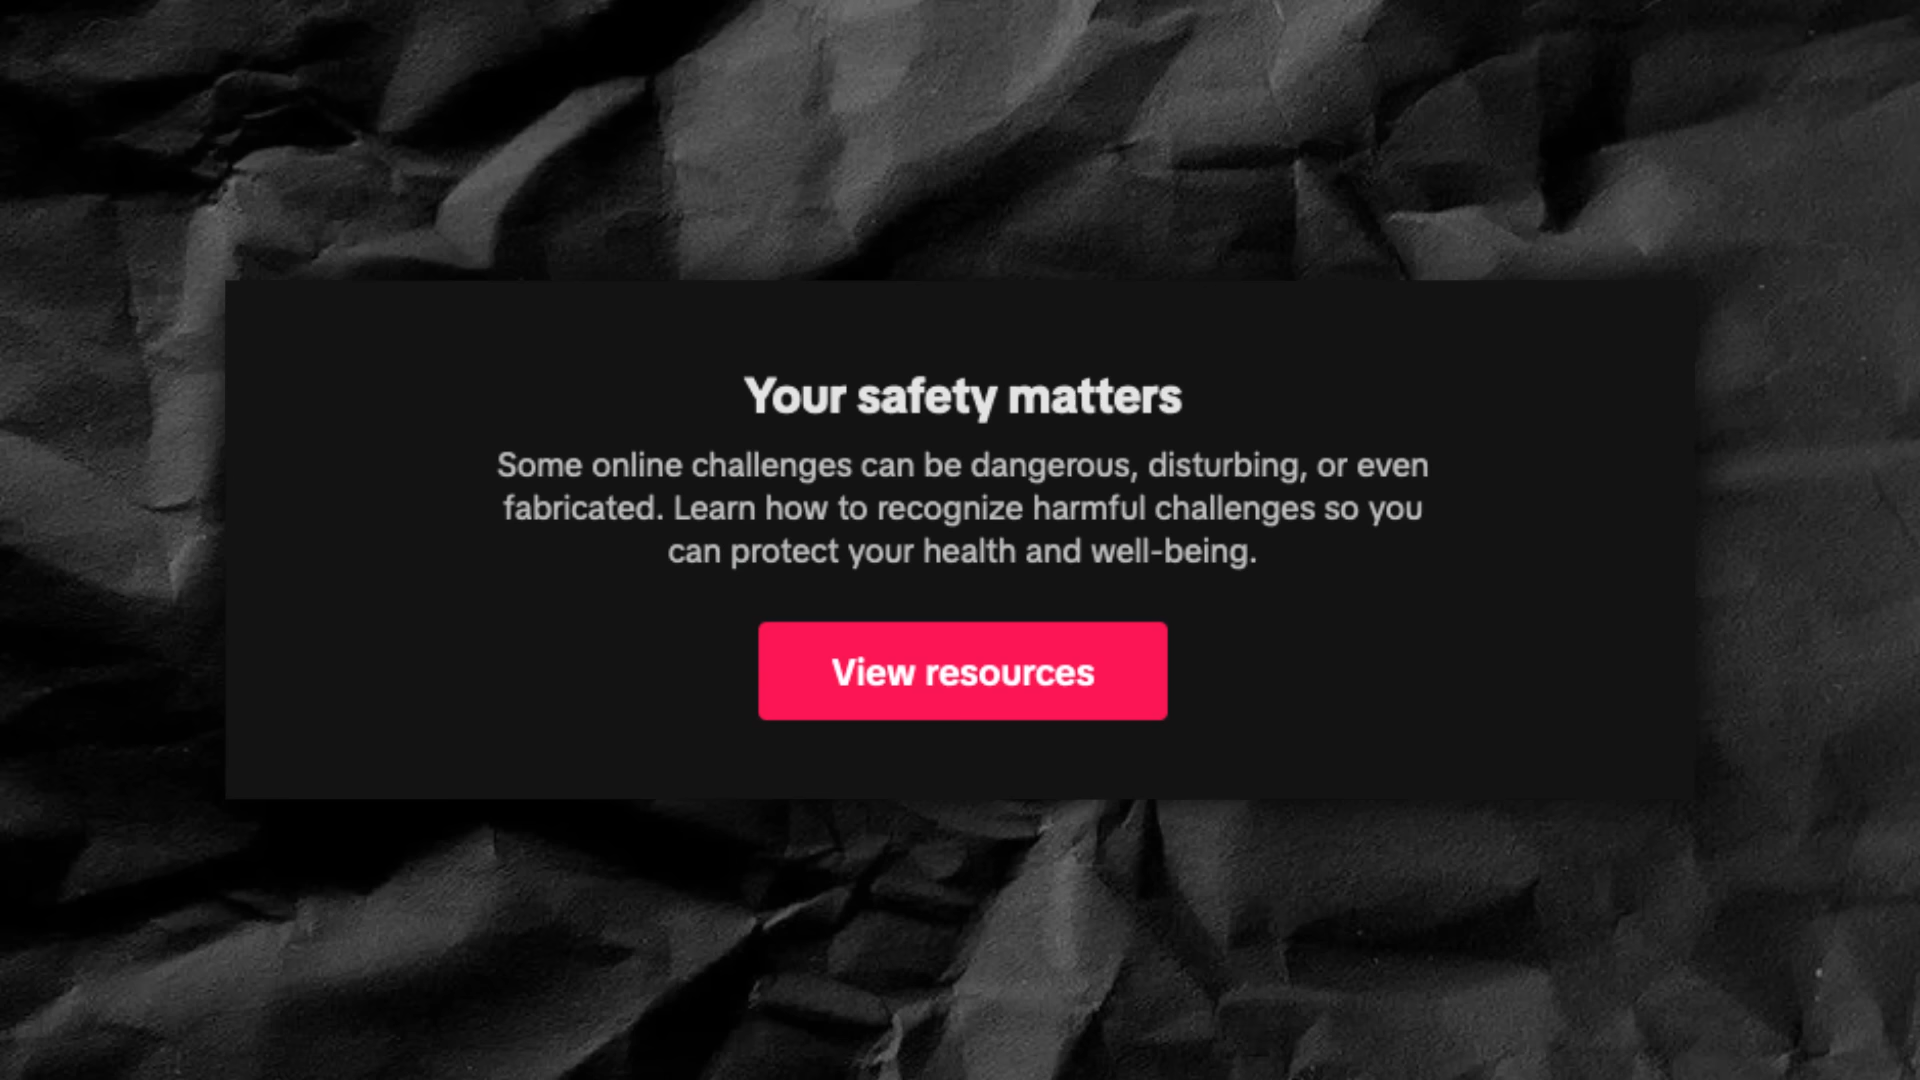 Your safety matters
Some online challenges can be dangerous, disturbing, or even
fabricated. Learn how to recognize harmful challenges so you
can protect your health and well-being.
View resources